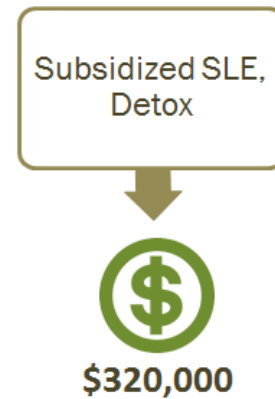 Subsidized SLE,
Detox
$
$320,000